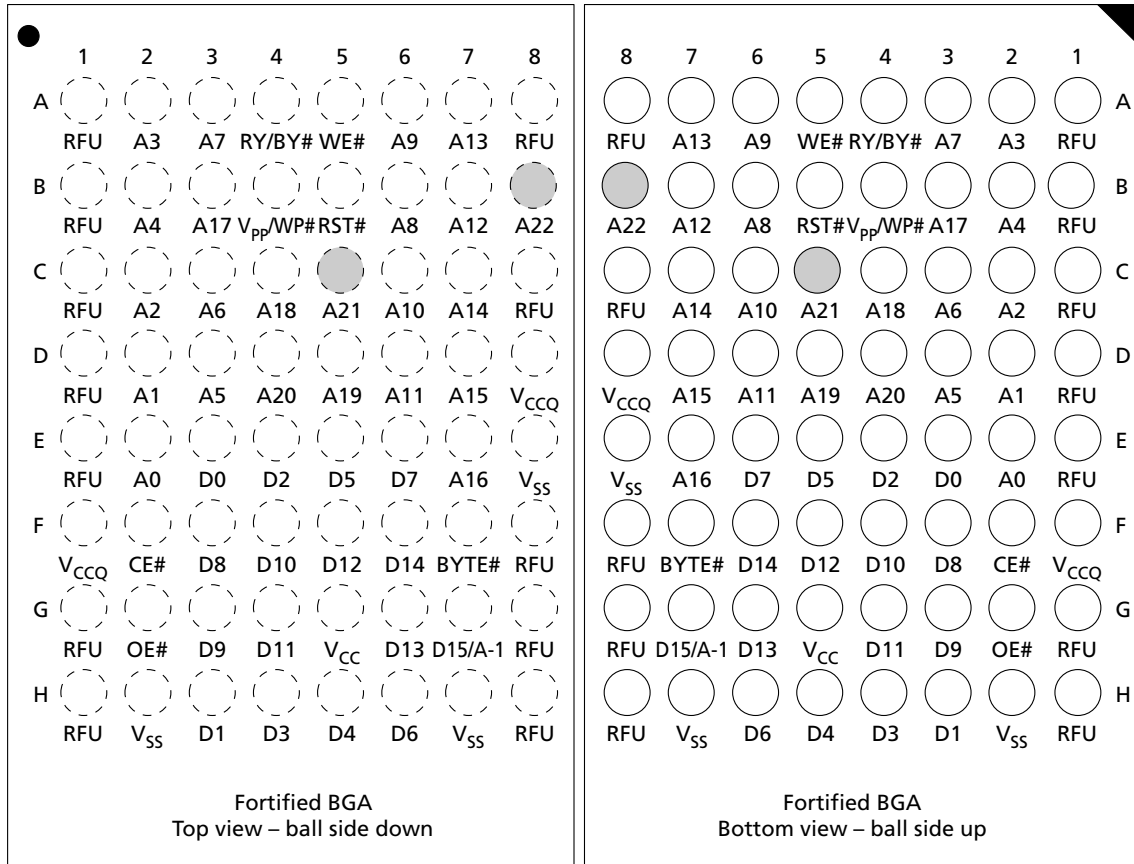 1 2 3 4 5 6 7 8
A
RFU A3 A7 RY/BY# WE# A9 A13 RFU
B
RFU A4 A17 VPP/WP# RST# A8 A12 A22
C
RFU A2 A6 A18 A21 A10 A14 RFU
D
RFU A1 A5 A20 A19 A11 A15 VCCQ
E
RFU A0 D0 D2 D5 D7 A16 VSS
F
VCCQ CE# D8 D10 D12 D14 BYTE# RFU
G
RFU OE# D9 D11 VCC D13 D15/A-1 RFU
H
RFU VSS D1 D3 D4 D6 VSS RFU
Fortified BGA
Top view – ball side down
8 7 6 5 4 3 2 1
A
RFU A13 A9 WE# RY/BY# A7 A3 RFU
B
A22 A12 A8 RST# VPP/WP# A17 A4 RFU
C
RFU A14 A10 A21 A18 A6 A2 RFU
D
VCCQ A15 A11 A19 A20 A5 A1 RFU
E
VSS A16 D7 D5 D2 D0 A0 RFU
F
RFU BYTE# D14 D12 D10 D8 CE# VCCQ
G
RFU D15/A-1 D13 VCC D11 D9 OE# RFU
H
RFU VSS D6 D4 D3 D1 VSS RFU
Fortified BGA
Bottom view – ball side up